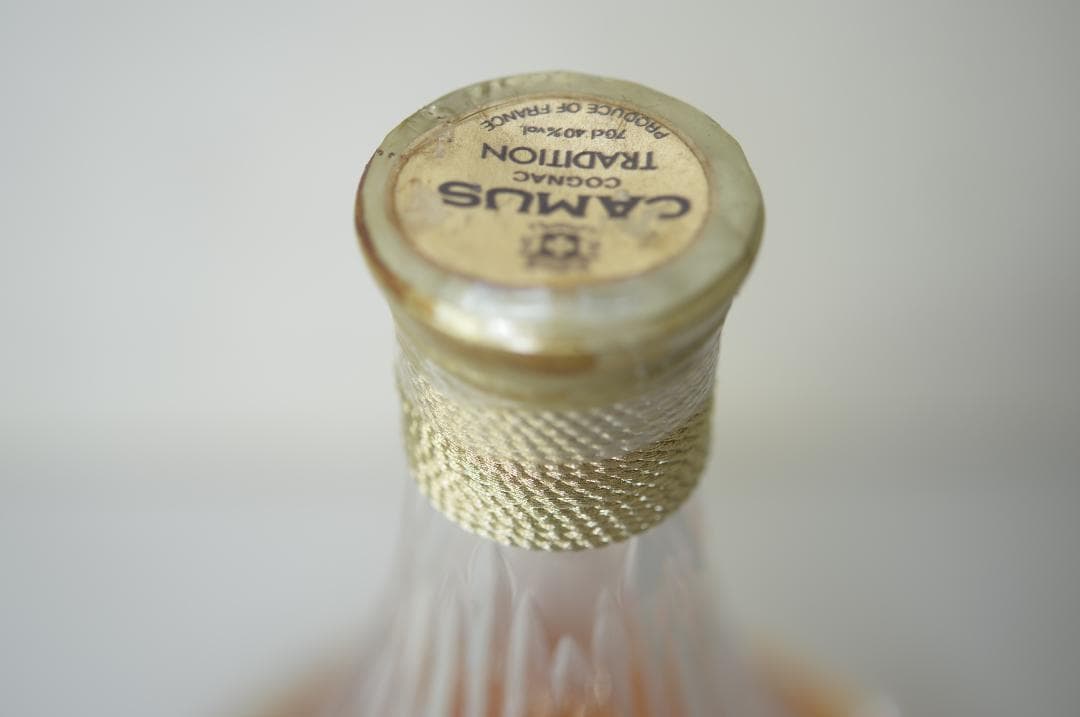 CAMUS
COGNAC
TRADITION
70cl 40%vol.
PRODUCE OF FRANCE